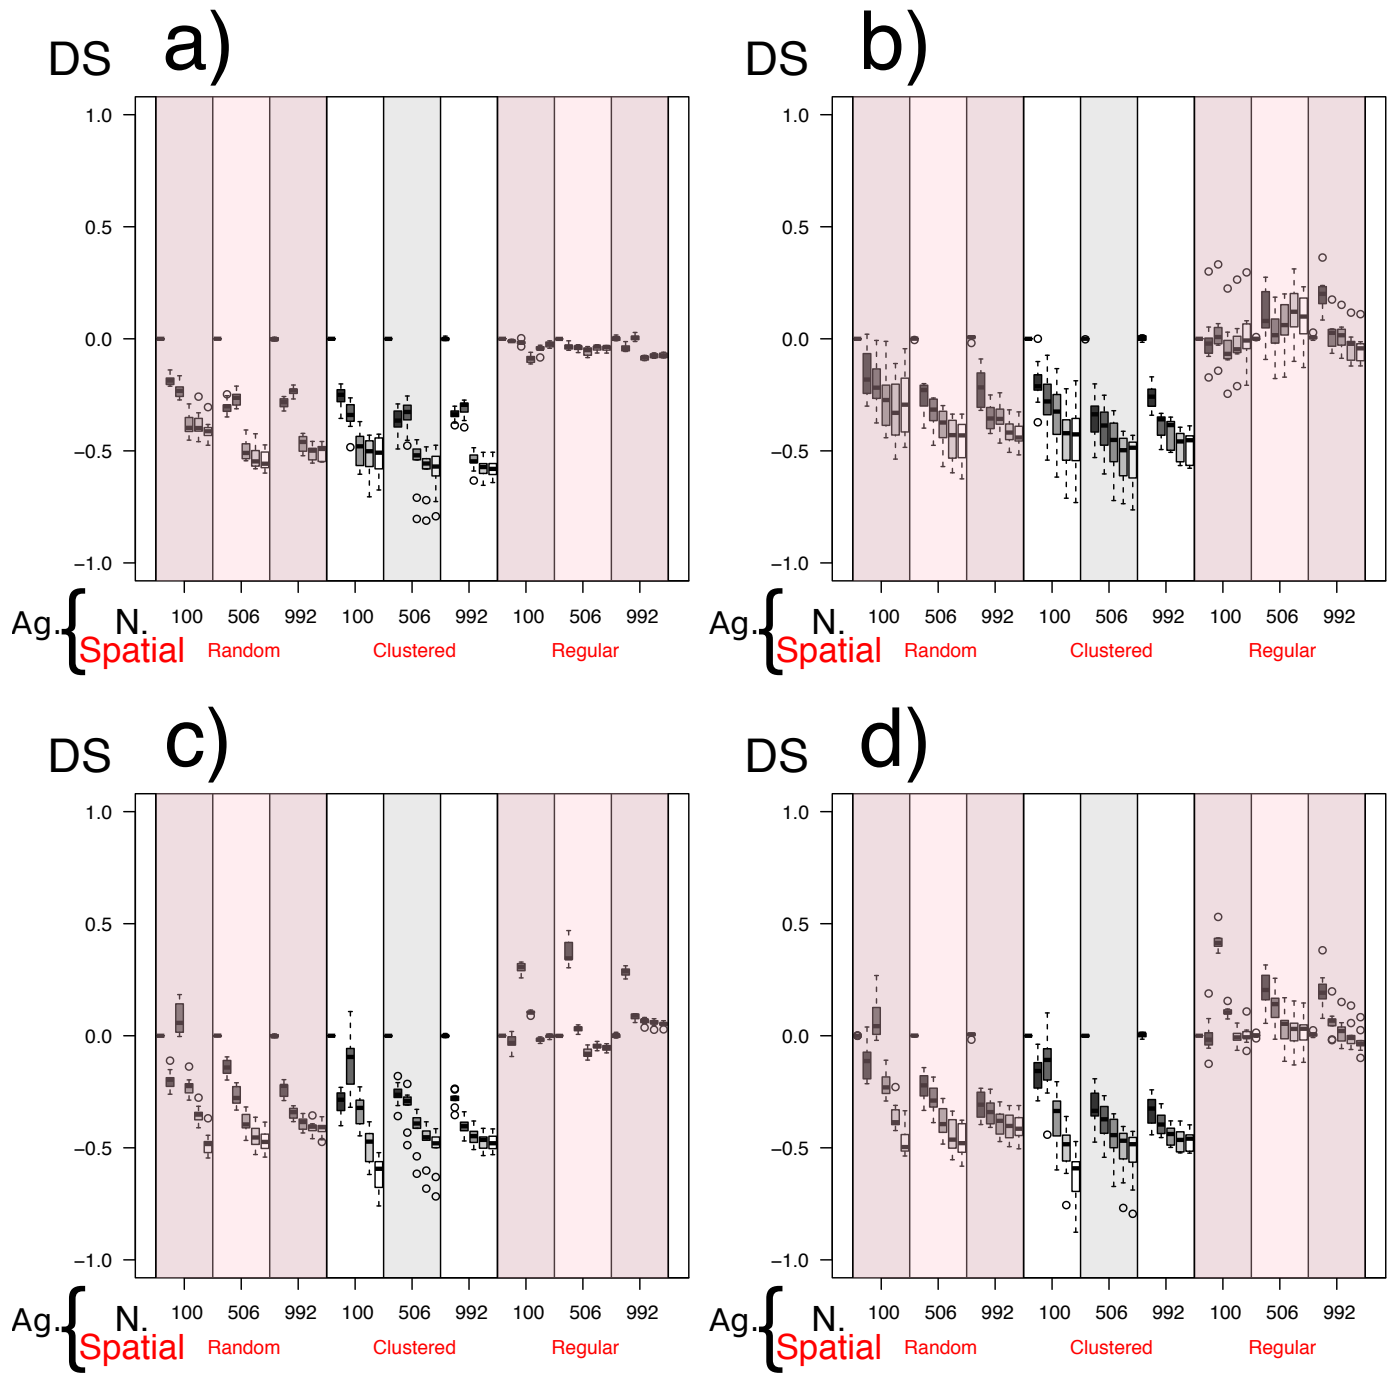 DS a) DS b)
1.0 1.0
0.5 0.5
0.0 0.0
−0.5 −0.5
−1.0 −1.0
Ag.{ N. 100 506 992 100 506 992 100 506 992 Ag.{ N. 100 506 992 100 506 992 100 506 992
Spatial Random Clustered Regular Spatial Random Clustered Regular
DS c) DS d)
1.0 1.0
0.5 0.5
0.0 0.0
−0.5 −0.5
−1.0 −1.0
Ag.{ N. 100 506 992 100 506 992 100 506 992 Ag.{ N. 100 506 992 100 506 992 100 506 992
Spatial Random Clustered Regular Spatial Random Clustered Regular